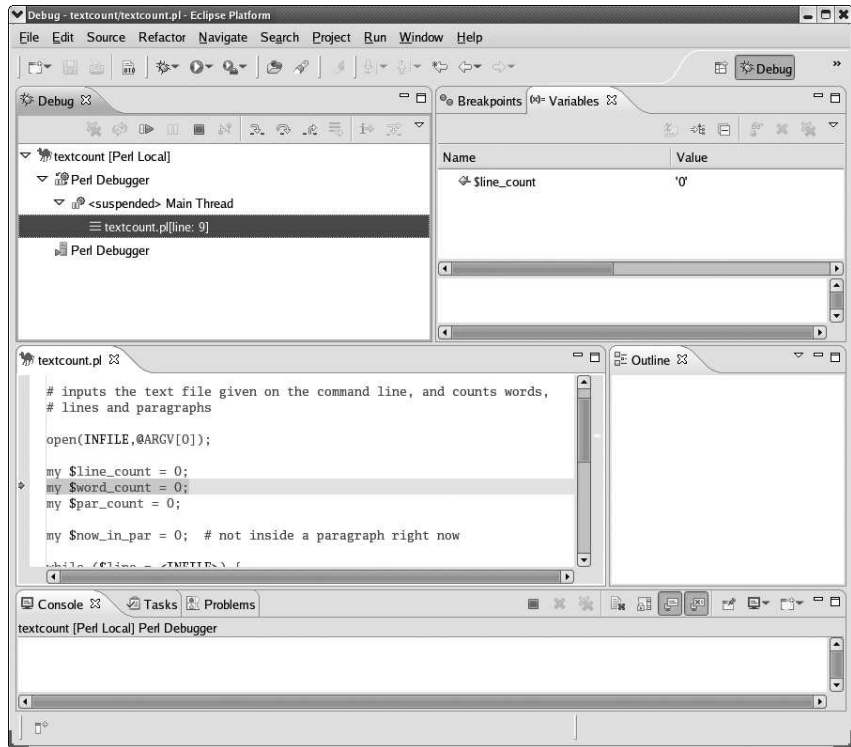 Debug - textcount/textcount.pl - Eclipse Platform
File Edit Source Refactor Navigate Search Project Run Window Help
Debug
»
Debug
Breakpoints (x)= Variables
textcount [Perl Local]
Perl Debugger
<suspended> Main Thread
textcount.pl[line: 9]
Perl Debugger
Name Value
$line_count '0'
textcount.pl
Outline
# inputs the text file given on the command line, and counts words,
# lines and paragraphs
open(INFILE,@ARGV[0]);
my $line_count = 0;
my $word_count = 0;
my $par_count = 0;
my $now_in_par = 0; # not inside a paragraph right now
while ($line = <INFILE>) {
Console Tasks Problems
textcount [Perl Local] Perl Debugger